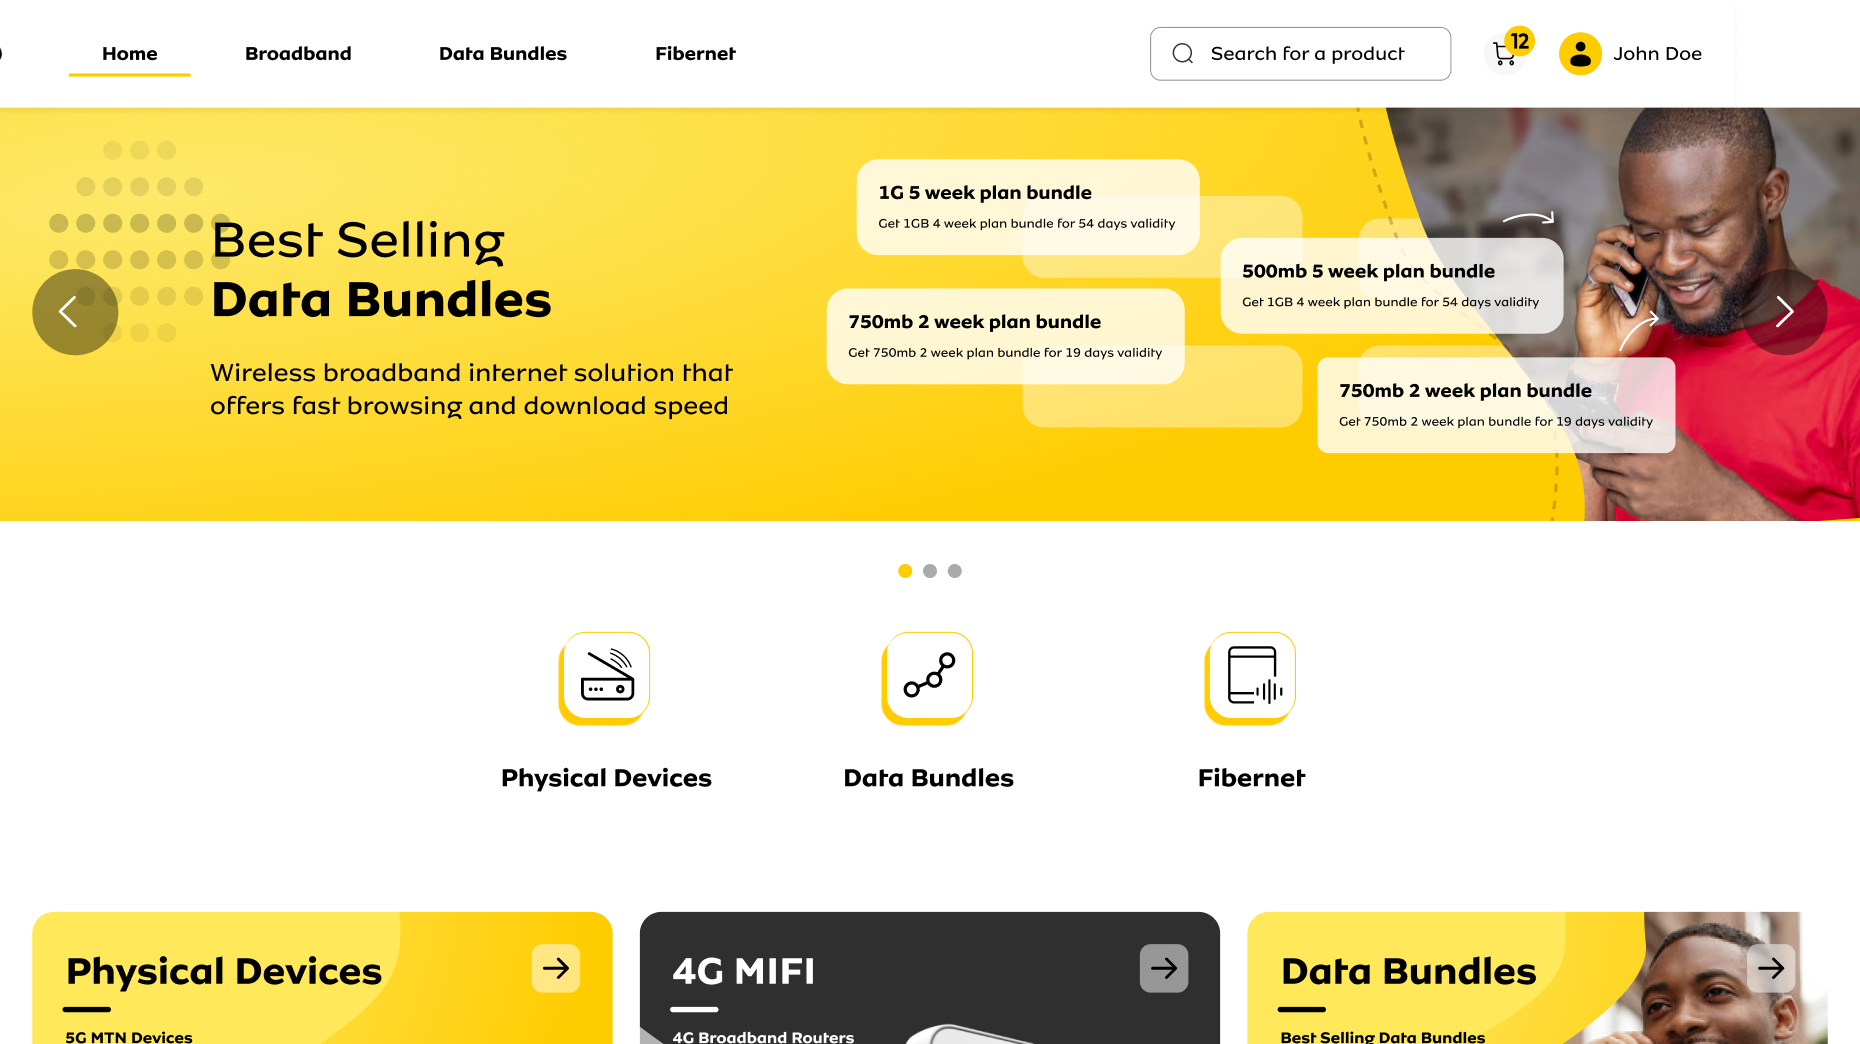 Home
Broadband
Data Bundles
Fibernet
Search for a product
12
John Doe
Best Selling
Data Bundles
Wireless broadband internet solution that
offers fast browsing and download speed
1G 5 week plan bundle
Get 1GB 4 week plan bundle for 54 days validity
500mb 5 week plan bundle
Get 1GB 4 week plan bundle for 54 days validity
750mb 2 week plan bundle
Get 750mb 2 week plan bundle for 19 days validity
750mb 2 week plan bundle
Get 750mb 2 week plan bundle for 19 days validity
Physical Devices
Data Bundles
Fibernet
Physical Devices
5G MTN Devices
4G MIFI
4G Broadband Routers
Data Bundles
Best Selling Data Bundles